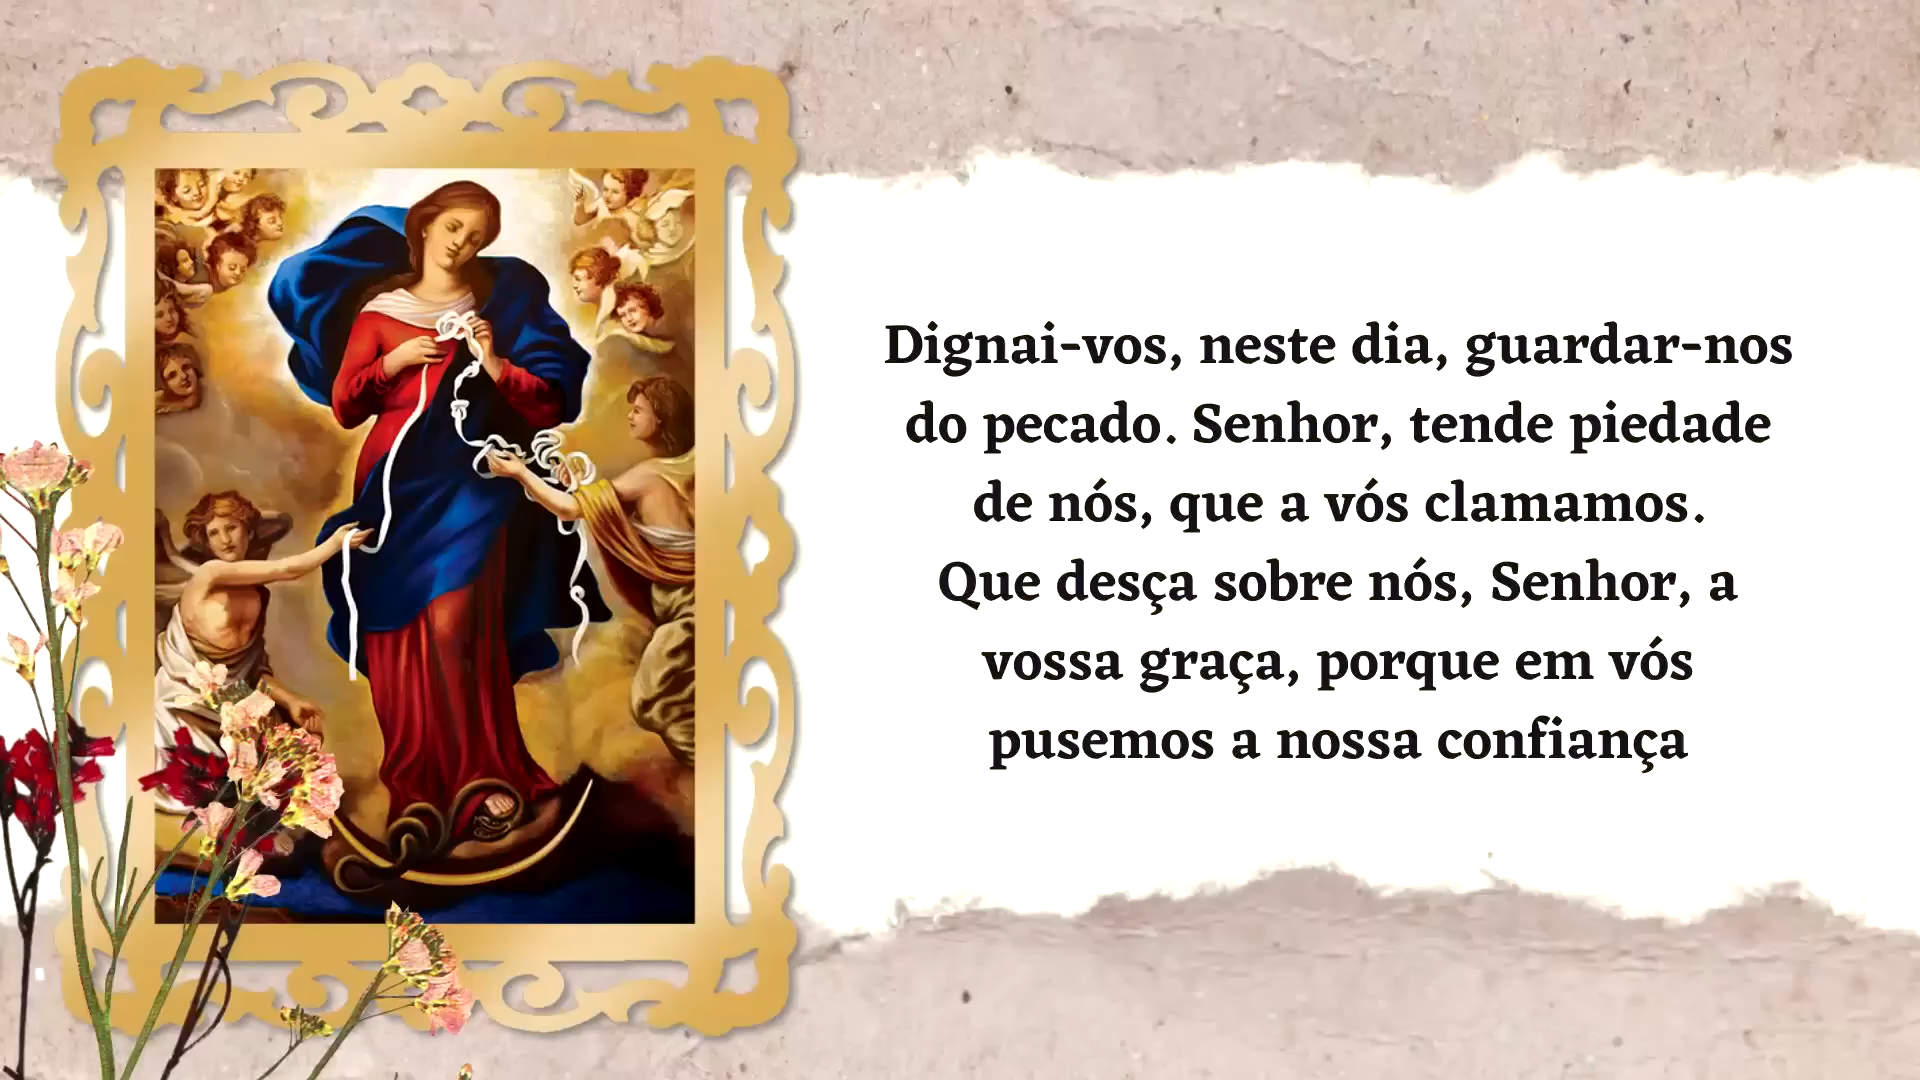 Dignai-vos, neste dia, guardar-nos
do pecado. Senhor, tende piedade
de nós, que a vós clamamos.
Que desça sobre nós, Senhor, a
vossa graça, porque em vós
pusemos a nossa confiança